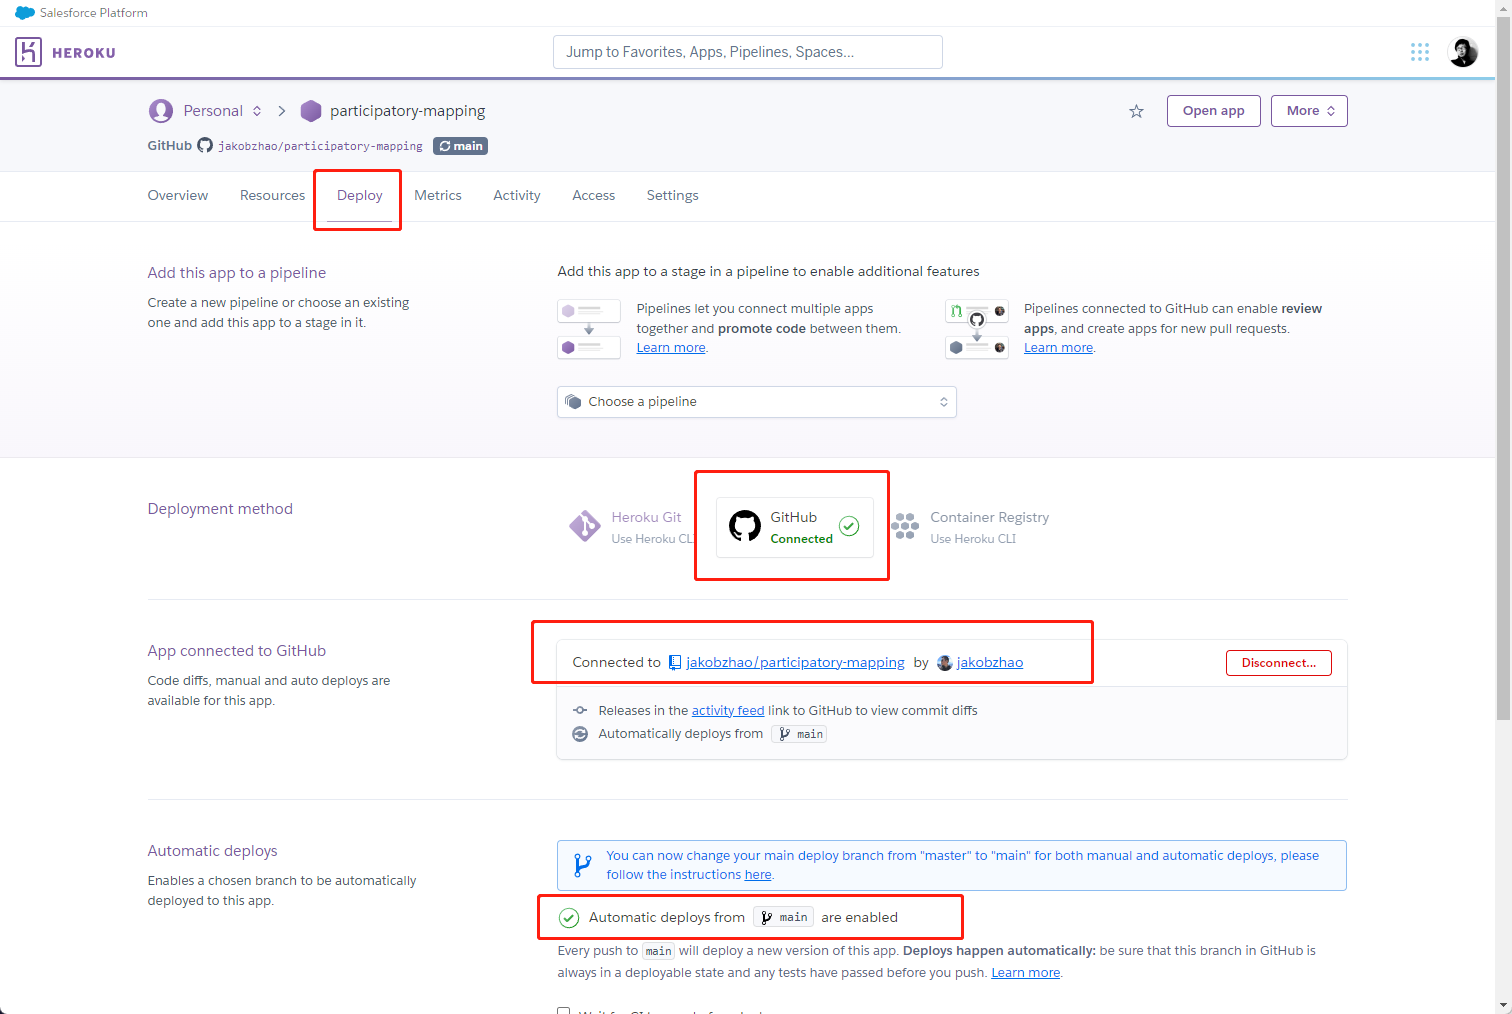 Salesforce Platform
HEROKU
Jump to Favorites, Apps, Pipelines, Spaces...
Personal
participatory-mapping
Open app
More
GitHub jakobzhao/participatory-mapping main
Overview
Resources
Deploy
Metrics
Activity
Access
Settings
Add this app to a pipeline
Create a new pipeline or choose an existing
one and add this app to a stage in it.
Add this app to a stage in a pipeline to enable additional features
Pipelines let you connect multiple apps
together and promote code between them.
Learn more.
Pipelines connected to GitHub can enable review
apps, and create apps for new pull requests.
Learn more.
Choose a pipeline
Deployment method
Heroku Git
Use Heroku CLI
GitHub
Connected
Container Registry
Use Heroku CLI
App connected to GitHub
Code diffs, manual and auto deploys are
available for this app.
Connected to jakobzhao/participatory-mapping by jakobzhao
Disconnect...
Releases in the activity feed link to GitHub to view commit diffs
Automatically deploys from main
Automatic deploys
Enables a chosen branch to be automatically
deployed to this app.
You can now change your main deploy branch from "master" to "main" for both manual and automatic deploys, please
follow the instructions here.
Automatic deploys from main are enabled
Every push to main will deploy a new version of this app. Deploys happen automatically: be sure that this branch in GitHub is
always in a deployable state and any tests have passed before you push. Learn more.